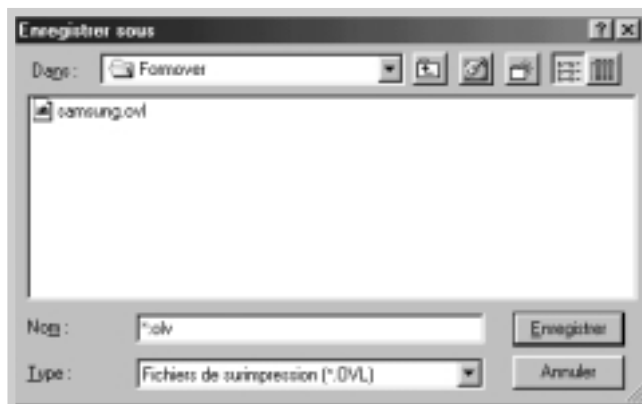 Enregistrer sous
Dans : Formover
samsung.ovl
Nom : *:olv
Enregistrer
Type : Fichiers de surimpression (*.OVL)
Annuler